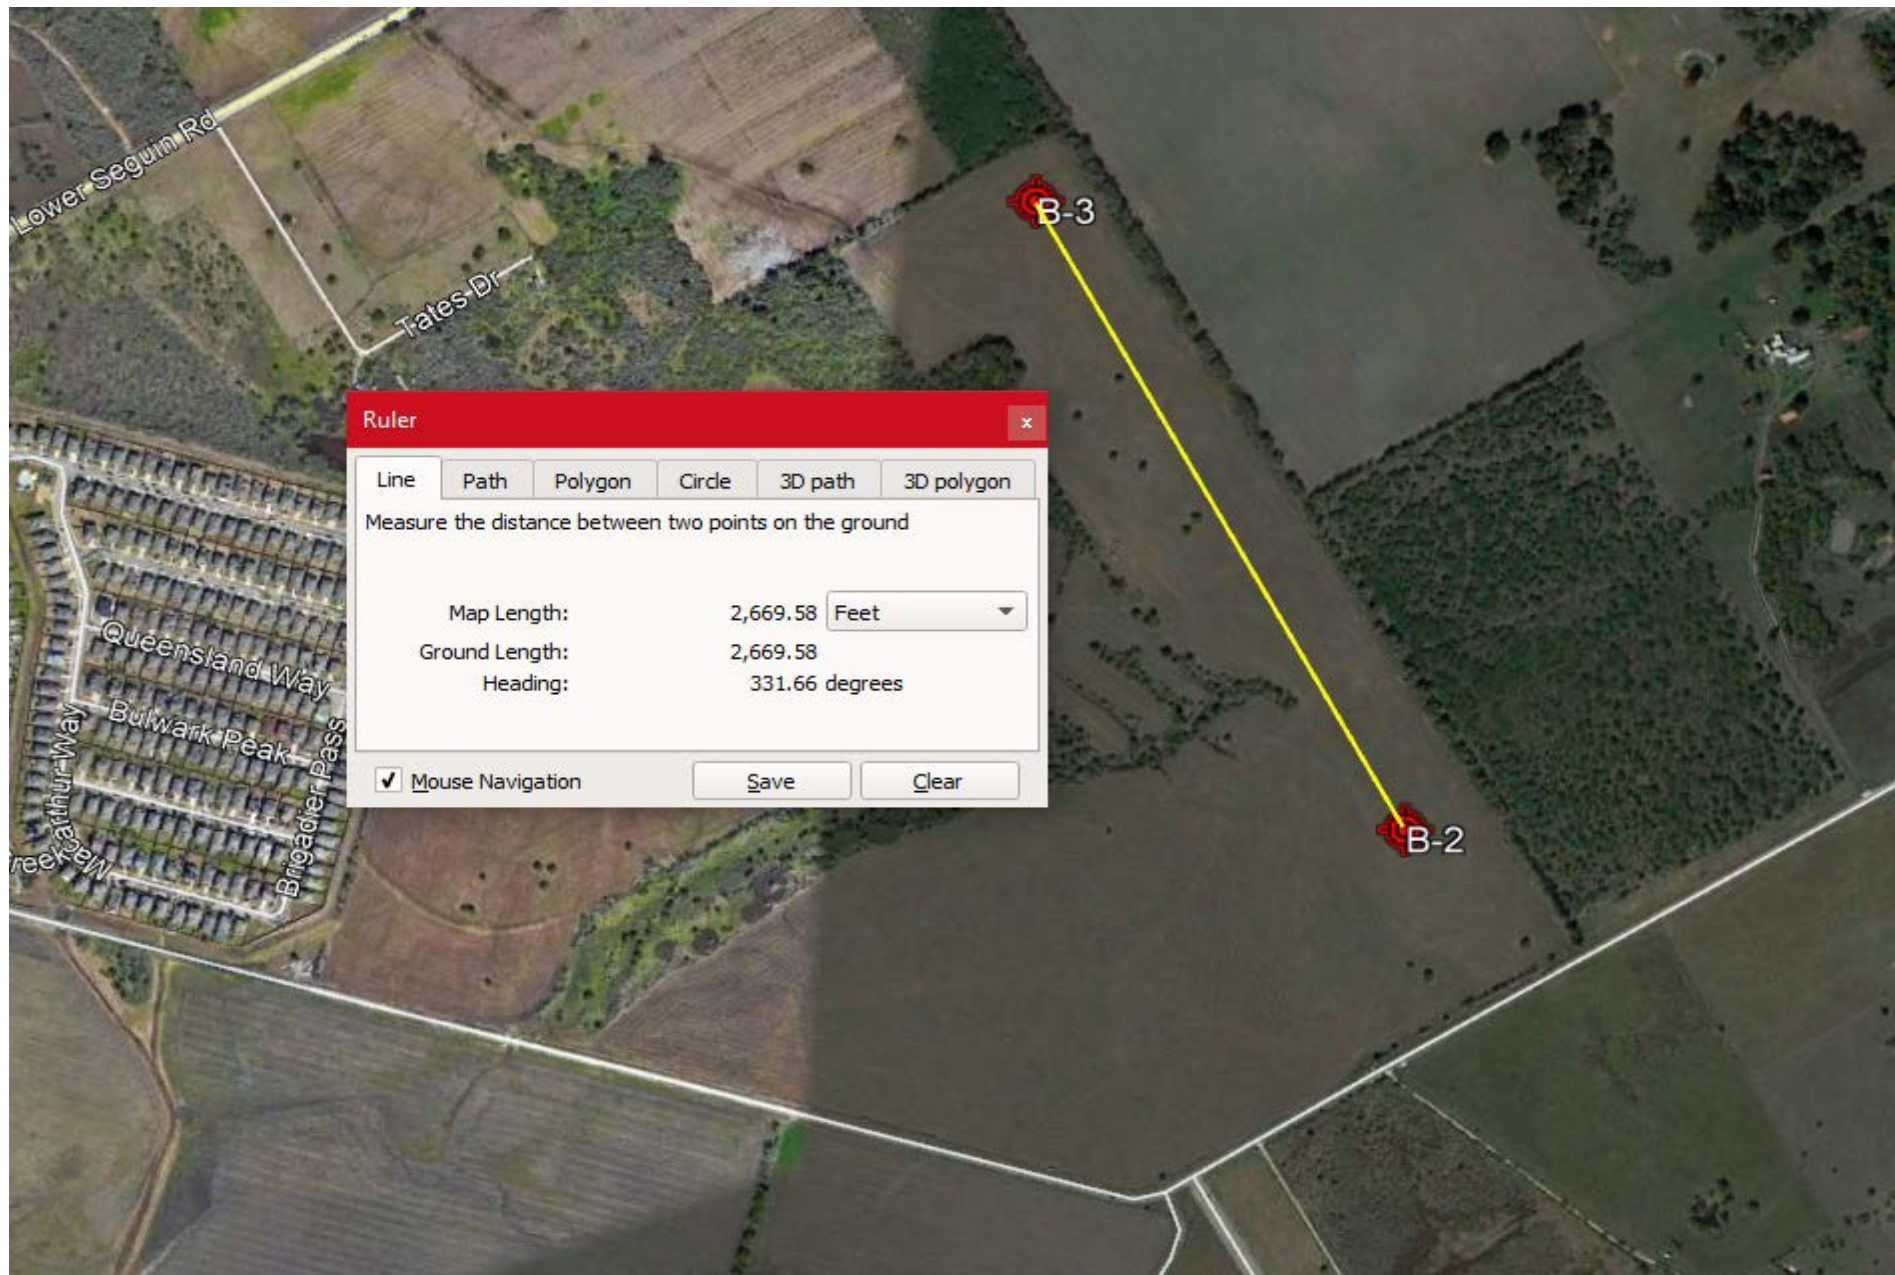 Lower Seguin Rd
B-3
Tates Dr
Ruler
x
Line Path Polygon Circle 3D path 3D polygon
Measure the distance between two points on the ground
Map Length: 2,669.58 Feet
Ground Length: 2,669.58
Heading: 331.66 degrees
Mouse Navigation Save Clear
Queensland Way
Bulwark Peak
Brigadier Pass
Macarthur Way
reek
B-2